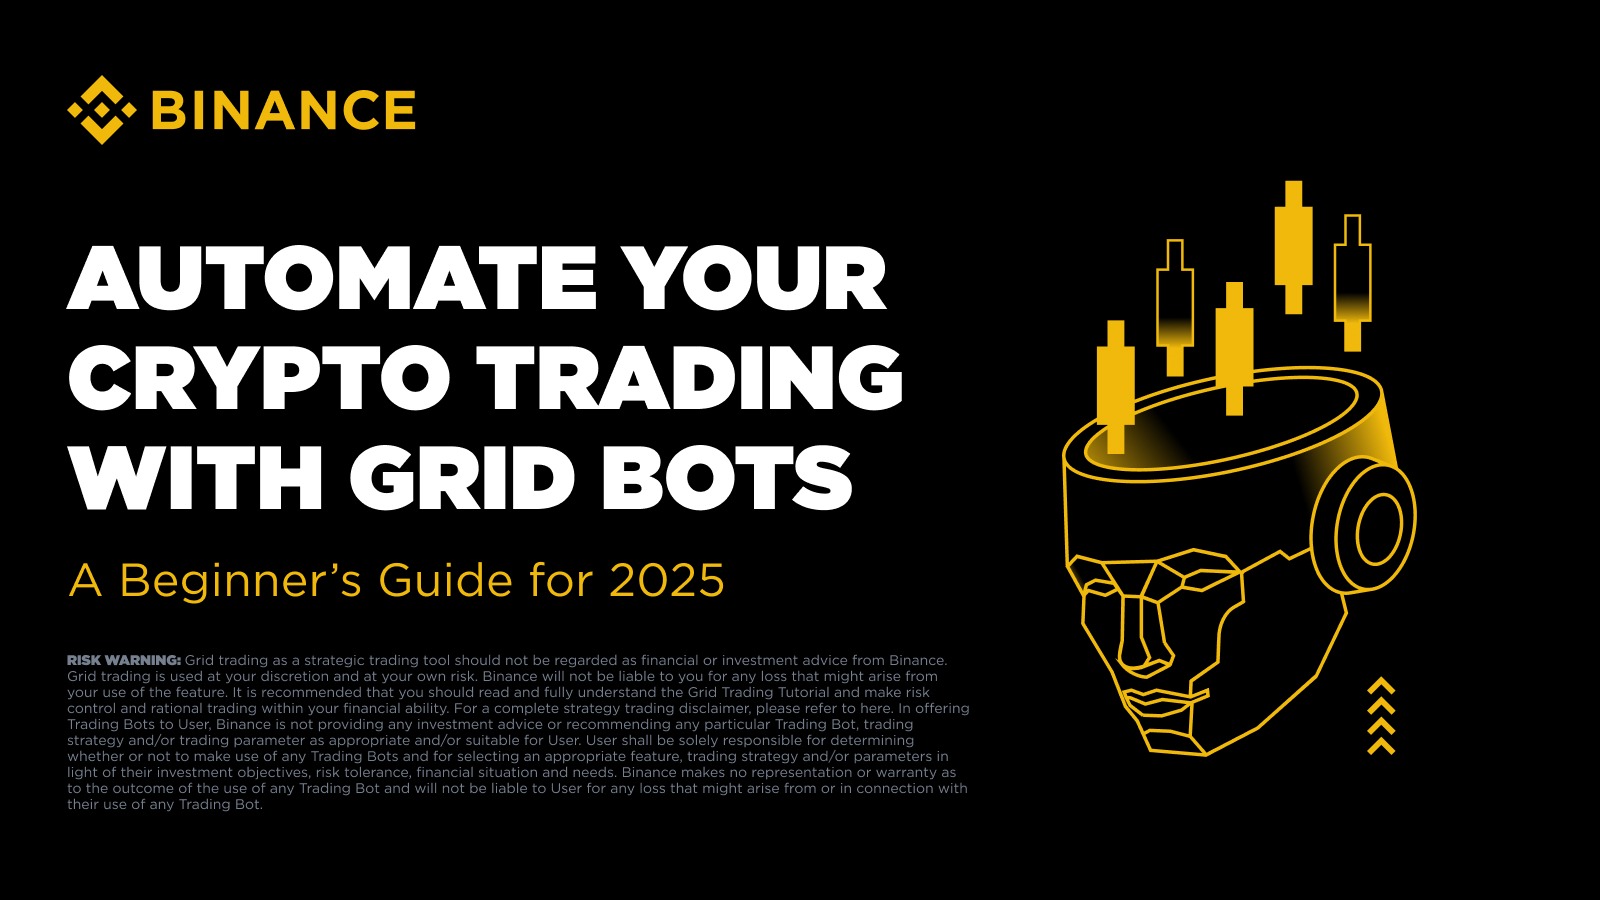 BINANCE
AUTOMATE YOUR
CRYPTO TRADING
WITH GRID BOTS
A Beginner’s Guide for 2025
RISK WARNING: Grid trading as a strategic trading tool should not be regarded as financial or investment advice from Binance.
Grid trading is used at your discretion and at your own risk. Binance will not be liable to you for any loss that might arise from
your use of the feature. It is recommended that you should read and fully understand the Grid Trading Tutorial and make risk
control and rational trading within your financial ability. For a complete strategy trading disclaimer, please refer to here. In offering
Trading Bots to User, Binance is not providing any investment advice or recommending any particular Trading Bot, trading
strategy and/or trading parameter as appropriate and/or suitable for User. User shall be solely responsible for determining
whether or not to make use of any Trading Bots and for selecting an appropriate feature, trading strategy and/or parameters in
light of their investment objectives, risk tolerance, financial situation and needs. Binance makes no representation or warranty as
to the outcome of the use of any Trading Bot and will not be liable to User for any loss that might arise from or in connection with
their use of any Trading Bot.